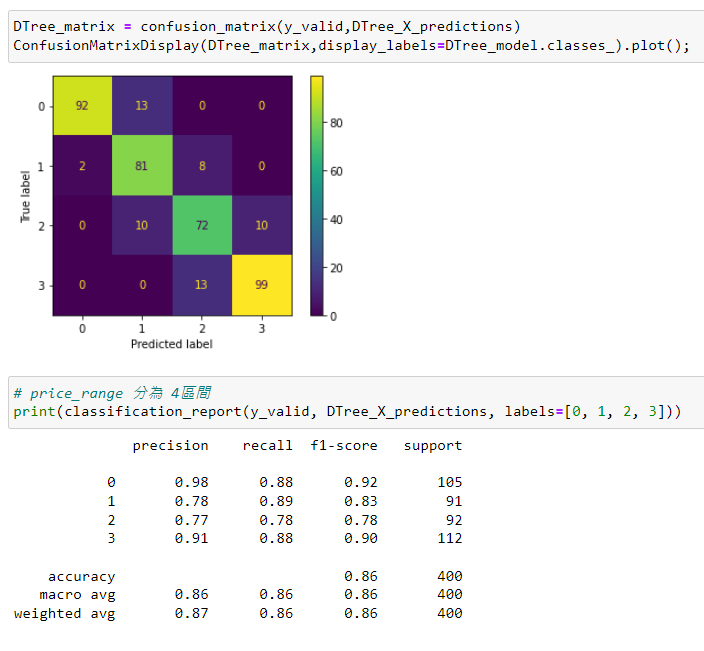 DTree_matrix = confusion_matrix(y_valid,DTree_X_predictions)
ConfusionMatrixDisplay(DTree_matrix,display_labels=DTree_model.classes_).plot();
0 92 13 0 0
1 2 81 8 0
2 0 10 72 10
3 0 0 13 99
0 1 2 3
True label
Predicted label
80
60
40
20
0
# price_range 分為 4區間
print(classification_report(y_valid, DTree_X_predictions, labels=[0, 1, 2, 3]))
precision recall f1-score support
0 0.98 0.88 0.92 105
1 0.78 0.89 0.83 91
2 0.77 0.78 0.78 92
3 0.91 0.88 0.90 112
accuracy 0.86 400
macro avg 0.86 0.86 0.86 400
weighted avg 0.87 0.86 0.86 400